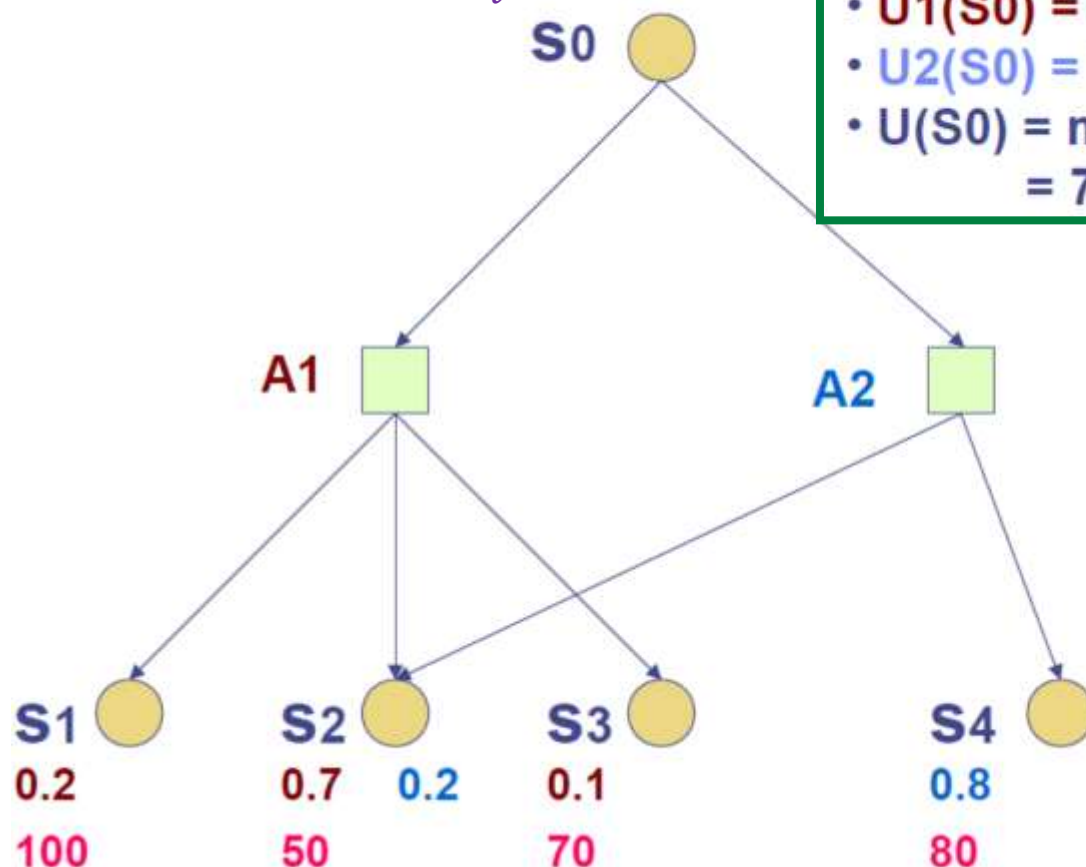 s0
• U1(S0) =
• U2(S0) =
• U(S0) =
= 7
A1
A2
s1
s2
s3
s4
0.2
0.7 0.2
0.1
0.8
100
50
70
80